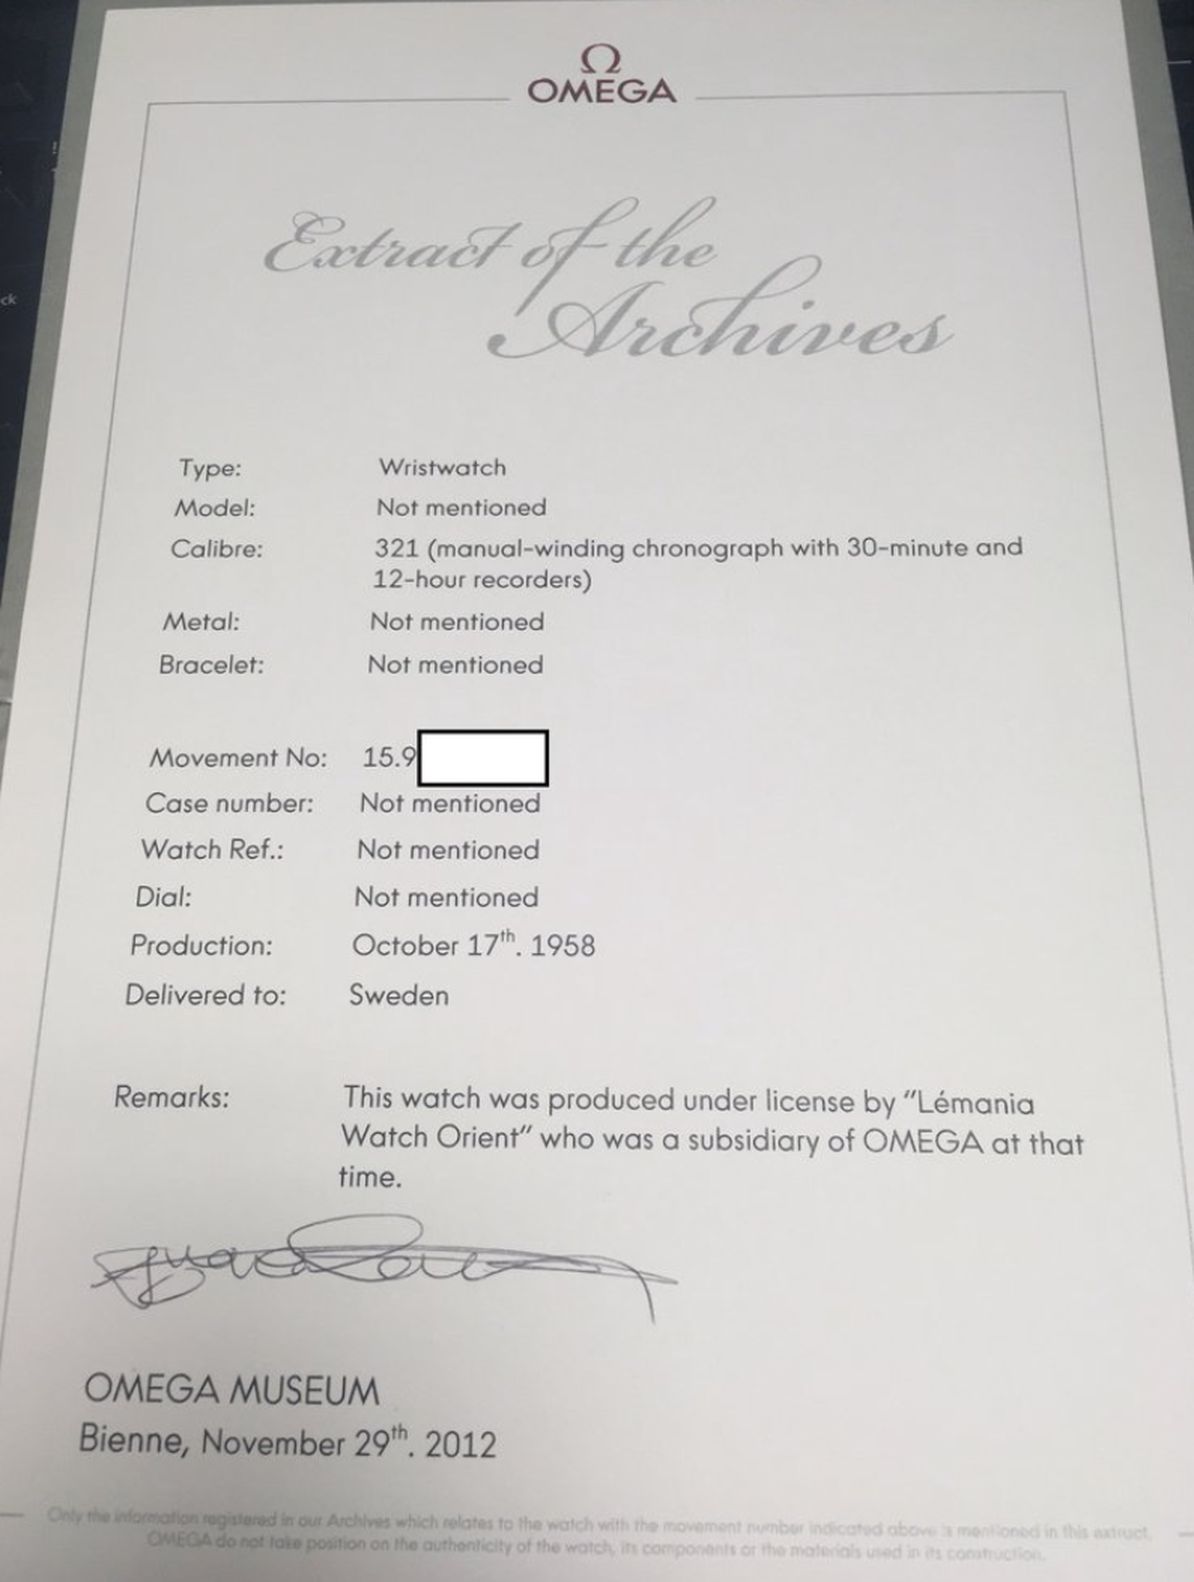 Ω
OMEGA
Extract of the
Archives
ck
Type: Wristwatch
Model: Not mentioned
Calibre: 321 (manual-winding chronograph with 30-minute and
12-hour recorders)
Metal: Not mentioned
Bracelet: Not mentioned
Movement No: 15.9
Case number: Not mentioned
Watch Ref.: Not mentioned
Dial: Not mentioned
Production: October 17th. 1958
Delivered to: Sweden
Remarks: This watch was produced under license by “Lémania
Watch Orient” who was a subsidiary of OMEGA at that
time.
OMEGA MUSEUM
Bienne, November 29th. 2012
Only the information registered in our Archives which relates to the watch with the movement number indicated above is mentioned in this extract.
OMEGA do not take position on the authenticity of the watch, its components or the materials used in its construction.